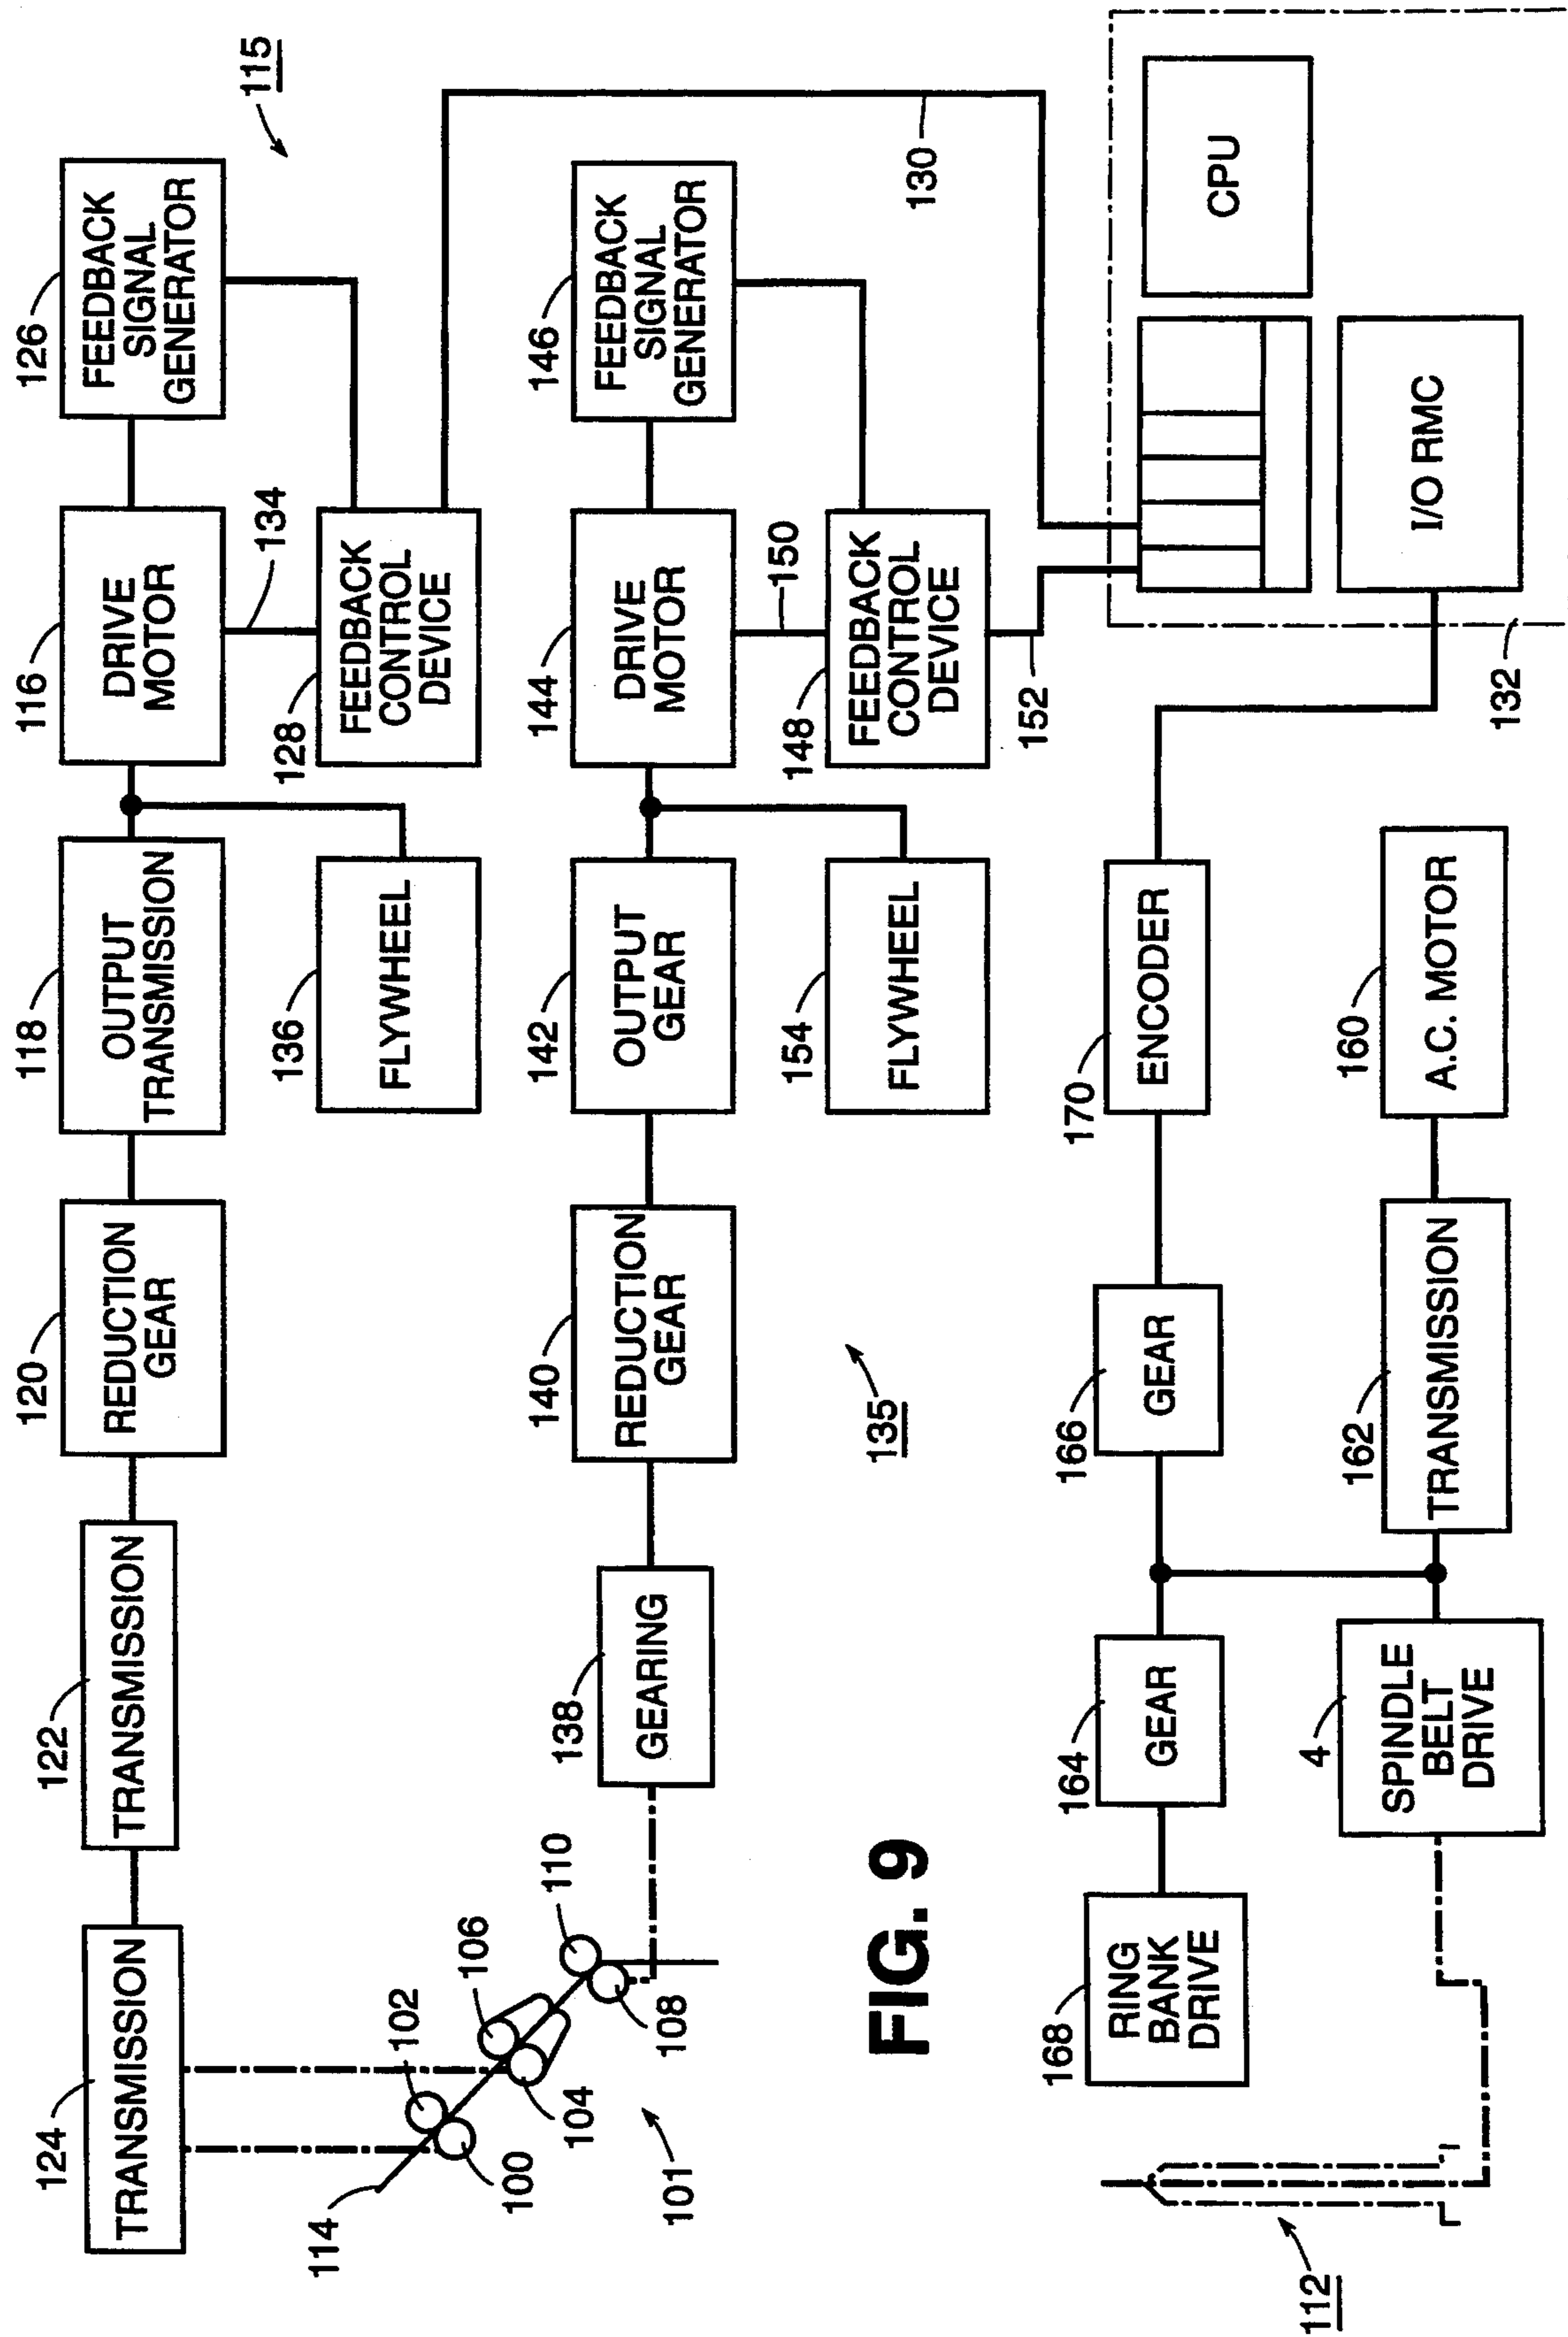 115
126
FEEDBACK
SIGNAL
GENERATOR
116
DRIVE
MOTOR
134
128
FEEDBACK
CONTROL
DEVICE
118
OUTPUT
TRANSMISSION
136
FLYWHEEL
120
REDUCTION
GEAR
122
TRANSMISSION
124
TRANSMISSION
130
146
FEEDBACK
SIGNAL
GENERATOR
144
DRIVE
MOTOR
150
148
FEEDBACK
CONTROL
DEVICE
152
142
OUTPUT
GEAR
154
FLYWHEEL
140
REDUCTION
GEAR
135
138
GEARING
114
102
100
106
104
110
108
101
CPU
I/O RMC
132
170
ENCODER
166
GEAR
164
GEAR
168
RING
BANK
DRIVE
160
A.C. MOTOR
162
TRANSMISSION
4
SPINDLE
BELT
DRIVE
112
FIG. 9